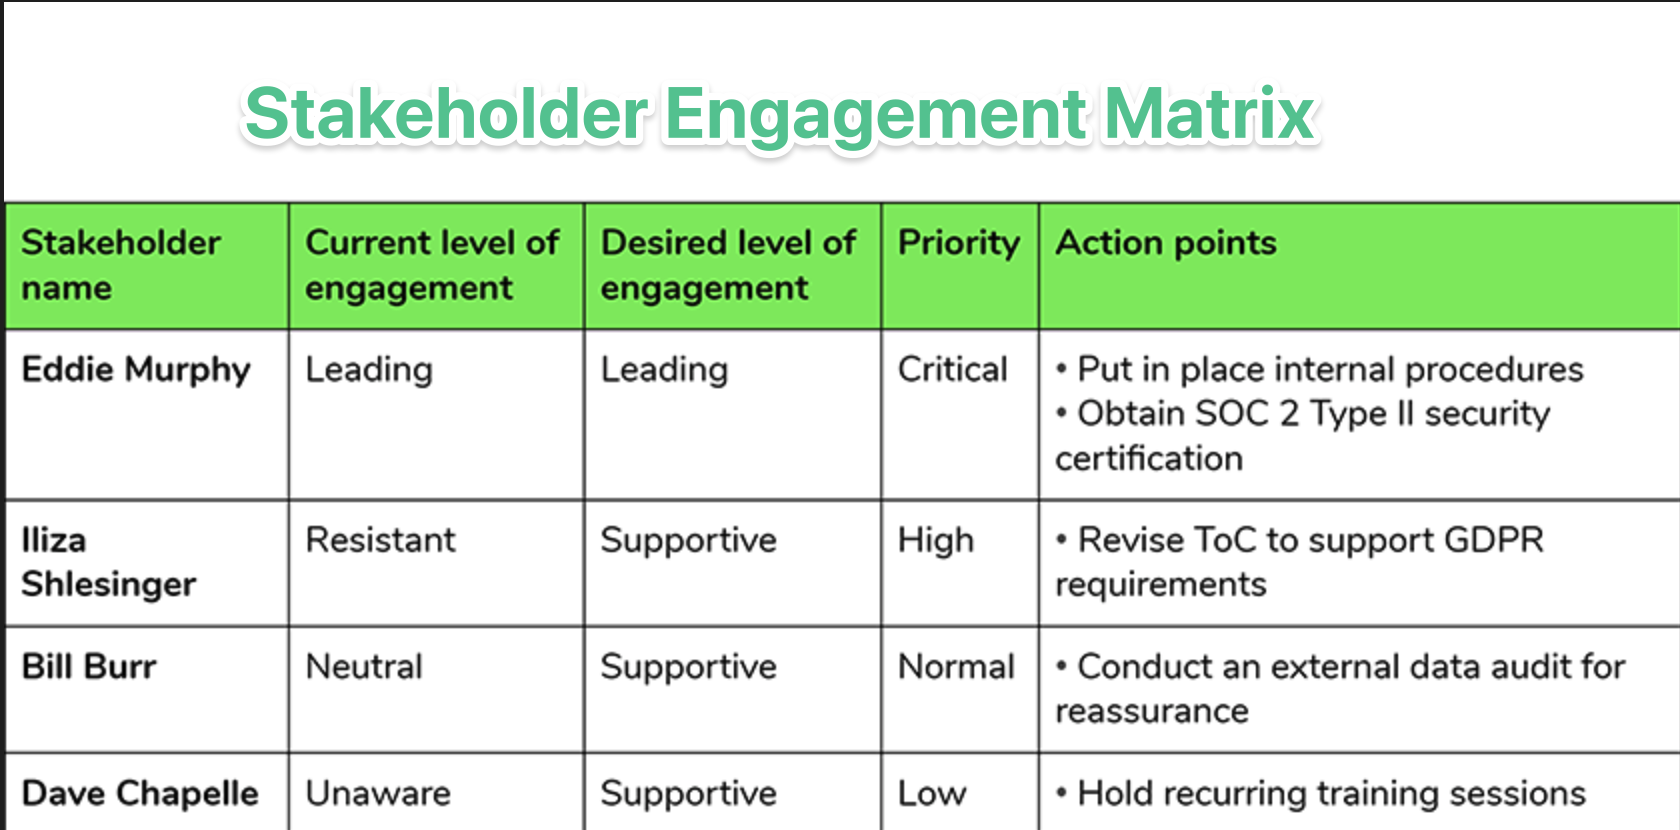 Stakeholder Engagement Matrix
Stakeholder
name
Current level of
engagement
Desired level of
engagement
Priority
Action points
Eddie Murphy
Leading
Leading
Critical
• Put in place internal procedures
• Obtain SOC 2 Type II security
certification
Iliza
Shlesinger
Resistant
Supportive
High
• Revise ToC to support GDPR
requirements
Bill Burr
Neutral
Supportive
Normal
• Conduct an external data audit for
reassurance
Dave Chapelle
Unaware
Supportive
Low
• Hold recurring training sessions